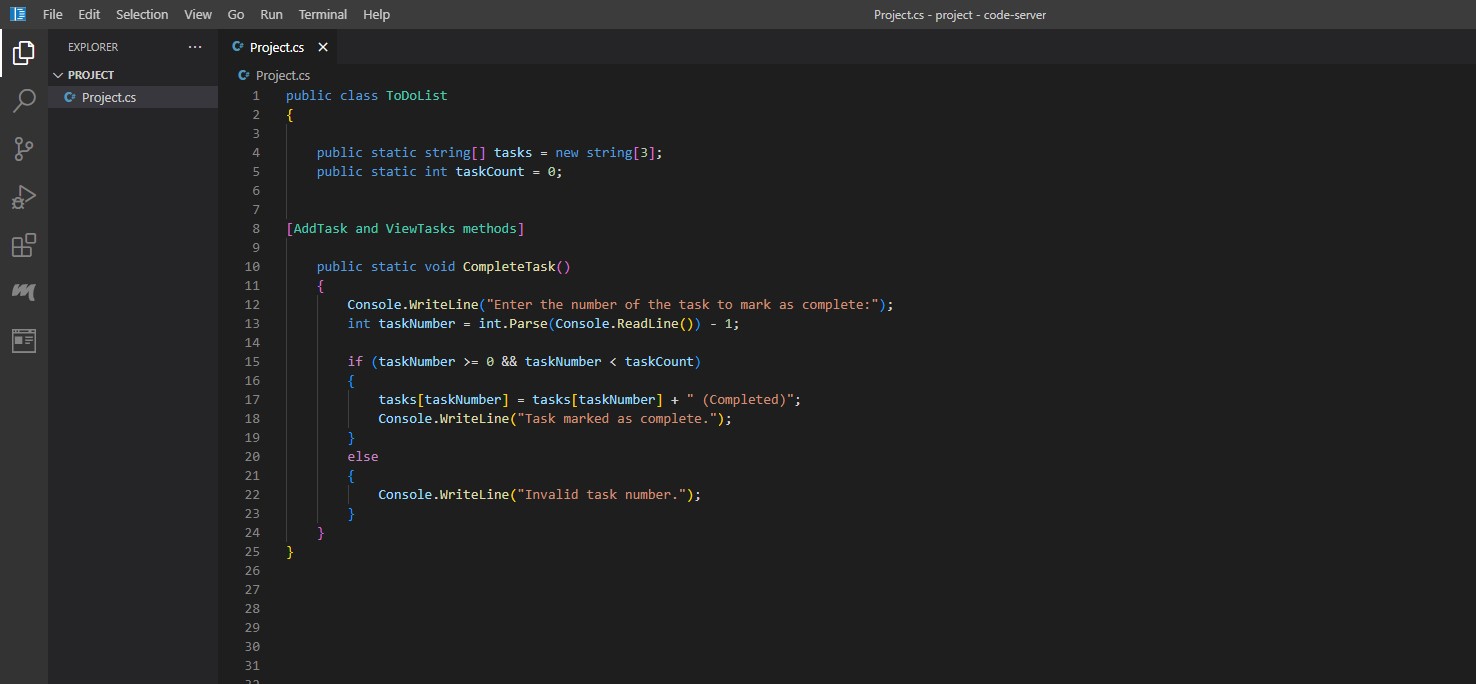 File Edit Selection View Go Run Terminal Help
Project.cs - project - code-server
EXPLORER ...
PROJECT
C# Project.cs
C# Project.cs ×
C# Project.cs
1 public class ToDoList
2 {
3
4 public static string[] tasks = new string[3];
5 public static int taskCount = 0;
6
7
8 [AddTask and ViewTasks methods]
9
10 public static void CompleteTask()
11 {
12 Console.WriteLine("Enter the number of the task to mark as complete:");
13 int taskNumber = int.Parse(Console.ReadLine()) - 1;
14
15 if (taskNumber >= 0 && taskNumber < taskCount)
16 {
17 tasks[taskNumber] = tasks[taskNumber] + " (Completed)";
18 Console.WriteLine("Task marked as complete.");
19 }
20 else
21 {
22 Console.WriteLine("Invalid task number.");
23 }
24 }
25 }
26
27
28
29
30
31